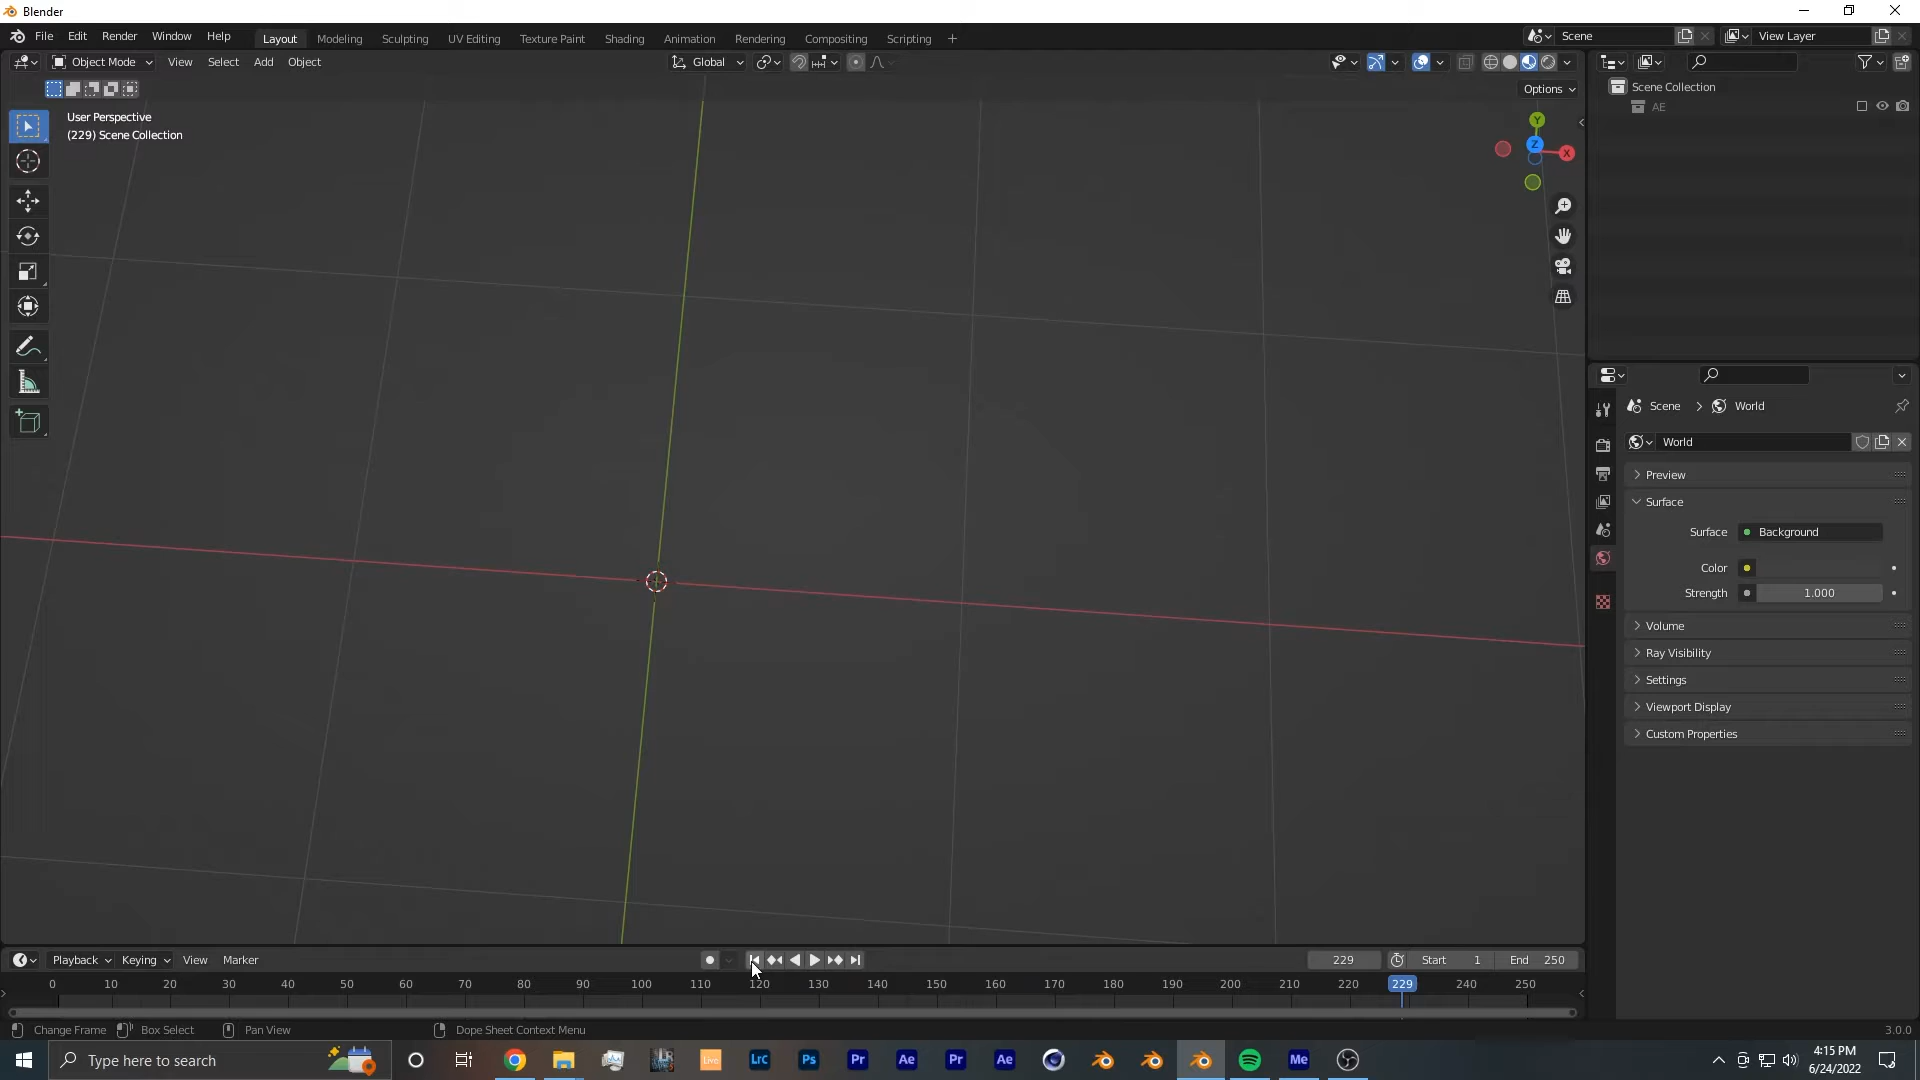 Blender
File Edit Render Window Help
Layout Modeling Sculpting UV Editing Texture Paint Shading Animation Rendering Compositing Scripting
Scene View Layer
Object Mode View Select Add Object
Global
Options
User Perspective
(229) Scene Collection
Y
Z
X
Scene Collection
AE
Scene > World
World
Preview
Surface
Surface Background
Color
Strength 1.000
Volume
Ray Visibility
Settings
Viewport Display
Custom Properties
Playback Keying View Marker
229 Start 1 End 250
0 10 20 30 40 50 60 70 80 90 100 110 120 130 140 150 160 170 180 190 200 210 220 229 240 250
Change Frame Box Select Pan View Dope Sheet Context Menu
3.0.0
Type here to search
Live LrC Ps Pr Ae Pr Ae Me
4:15 PM
6/24/2022